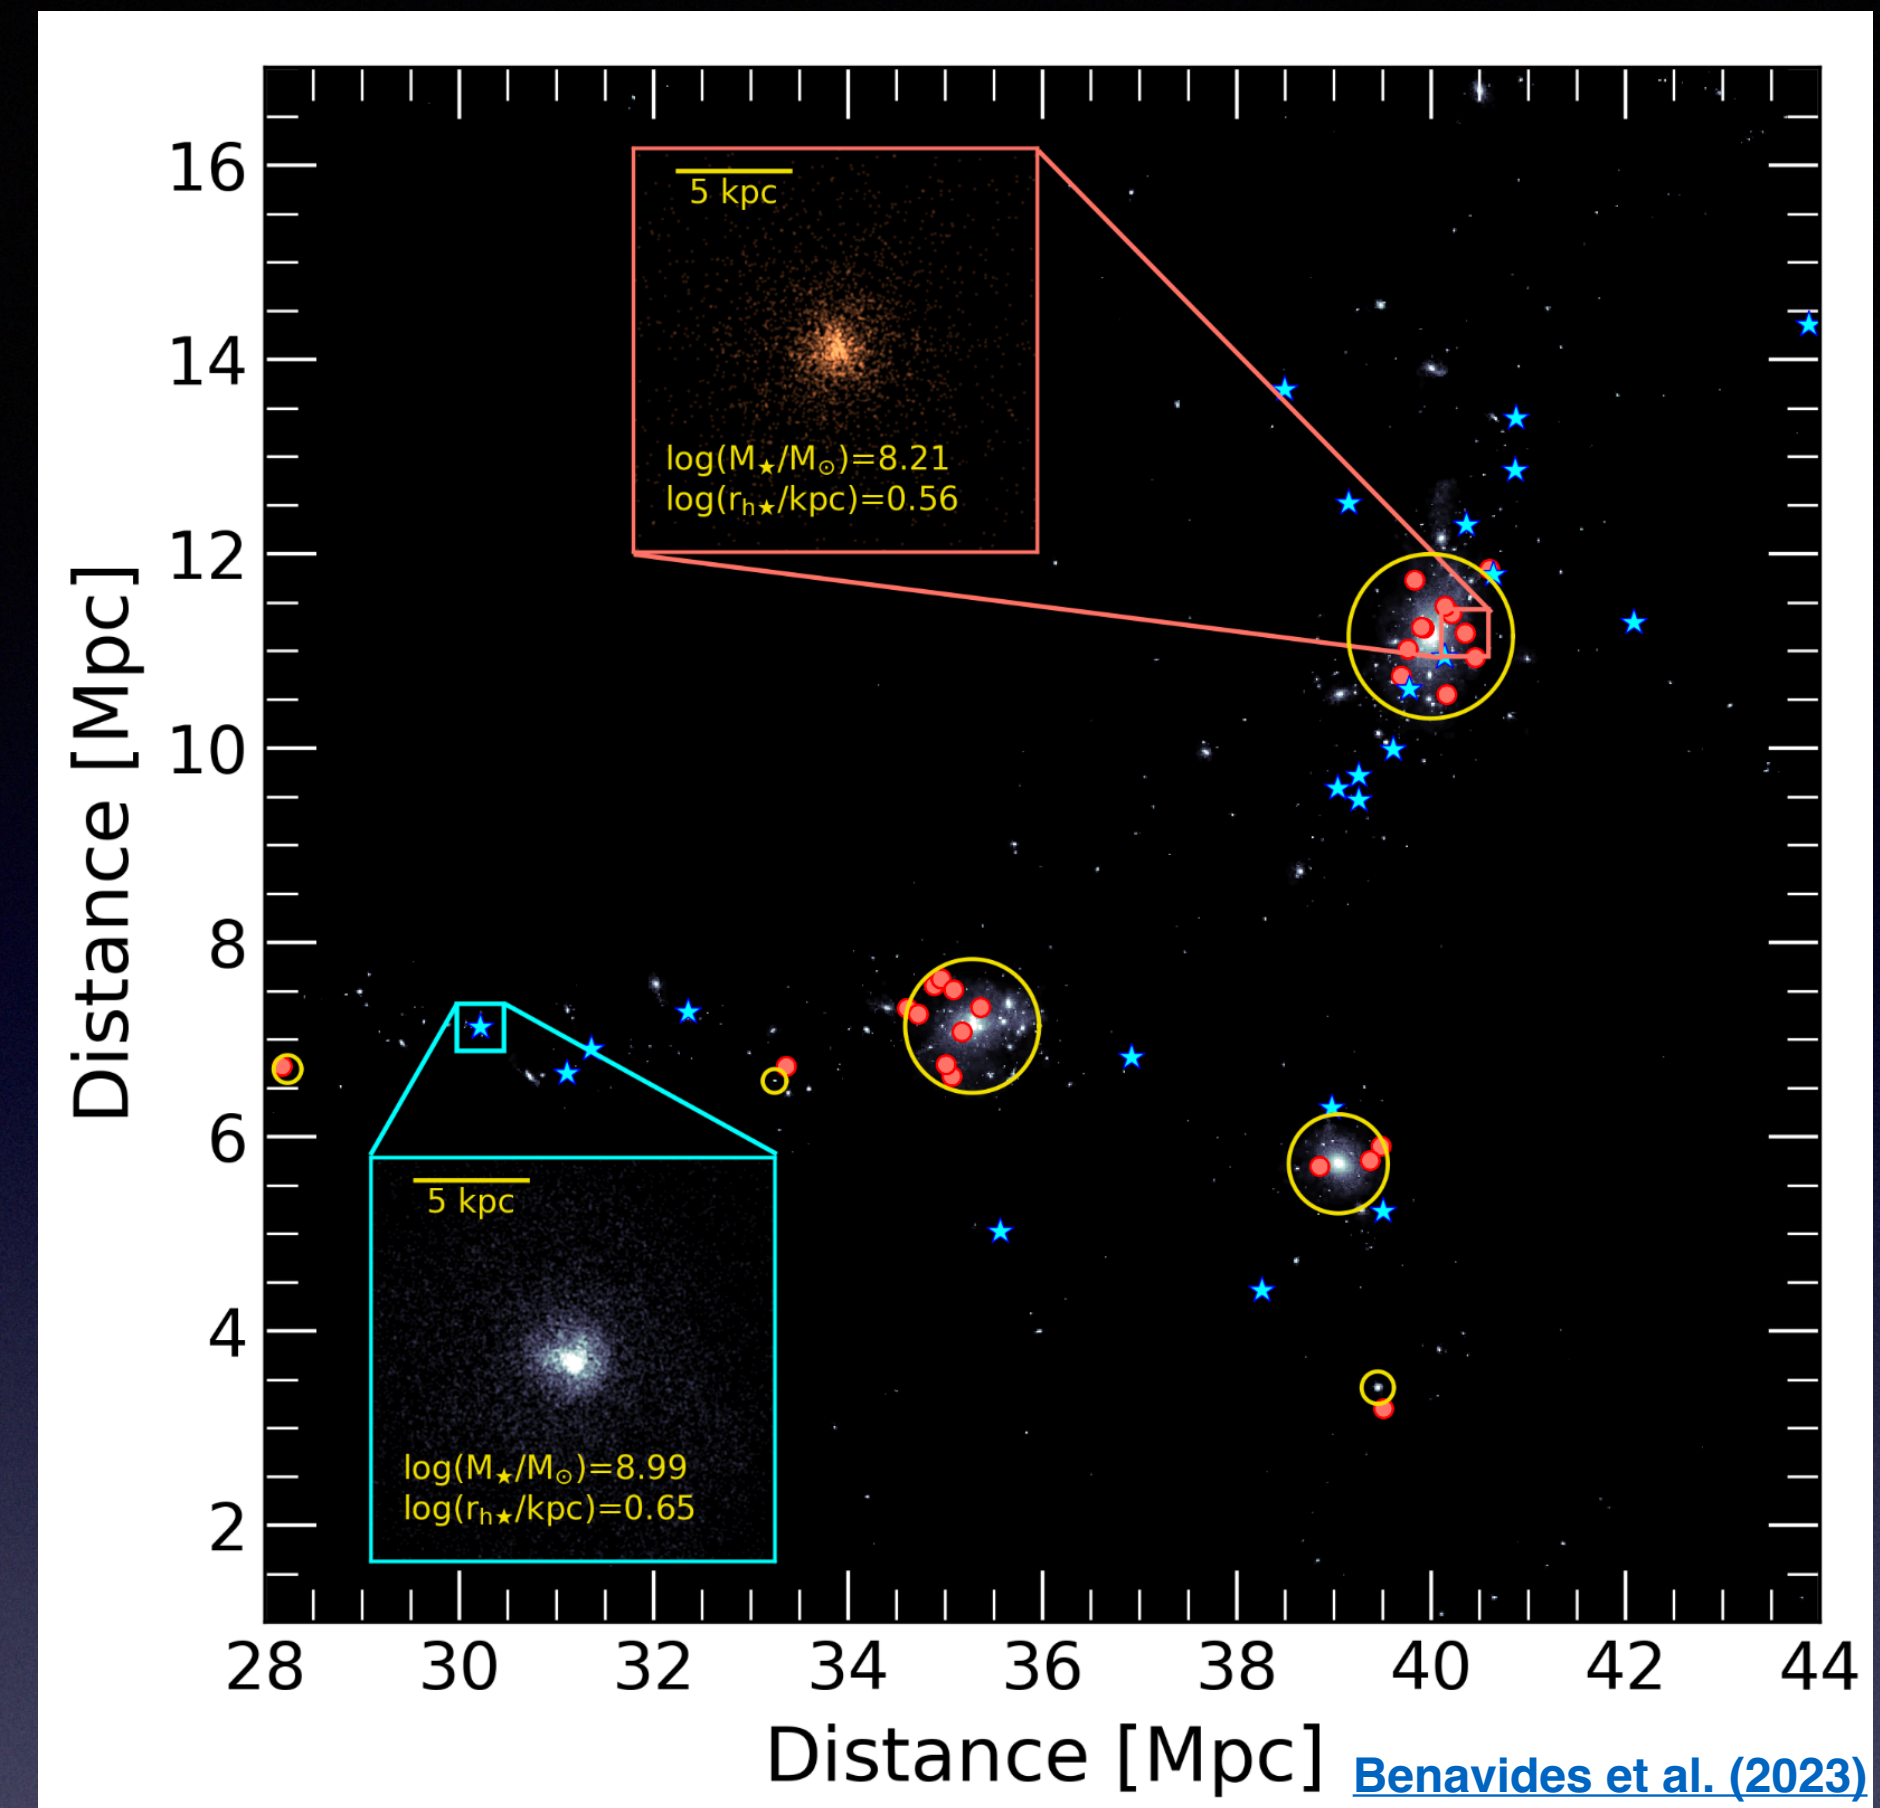 16
14
12
10
8
6
4
2
Distance [Mpc]
5 kpc
log(M★/M⊙)=8.21
log(rh★/kpc)=0.56
5 kpc
log(M★/M⊙)=8.99
log(rh★/kpc)=0.65
28 30 32 34 36 38 40 42 44
Distance [Mpc]
Benavides et al. (2023)